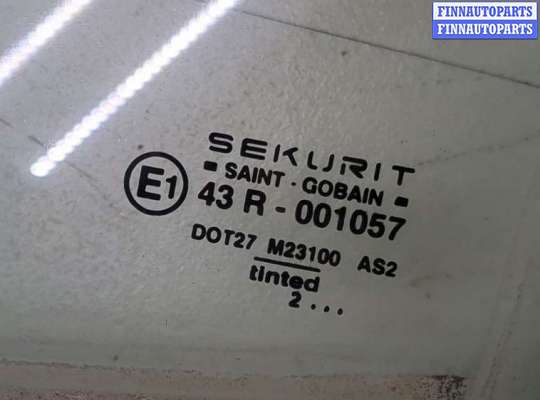 FINNAUTOPARTS
FINNAUTOPARTS
SEKURIT
SAINT · GOBAIN
E1 43 R - 001057
DOT27 M23100 AS2
tinted
2 ...